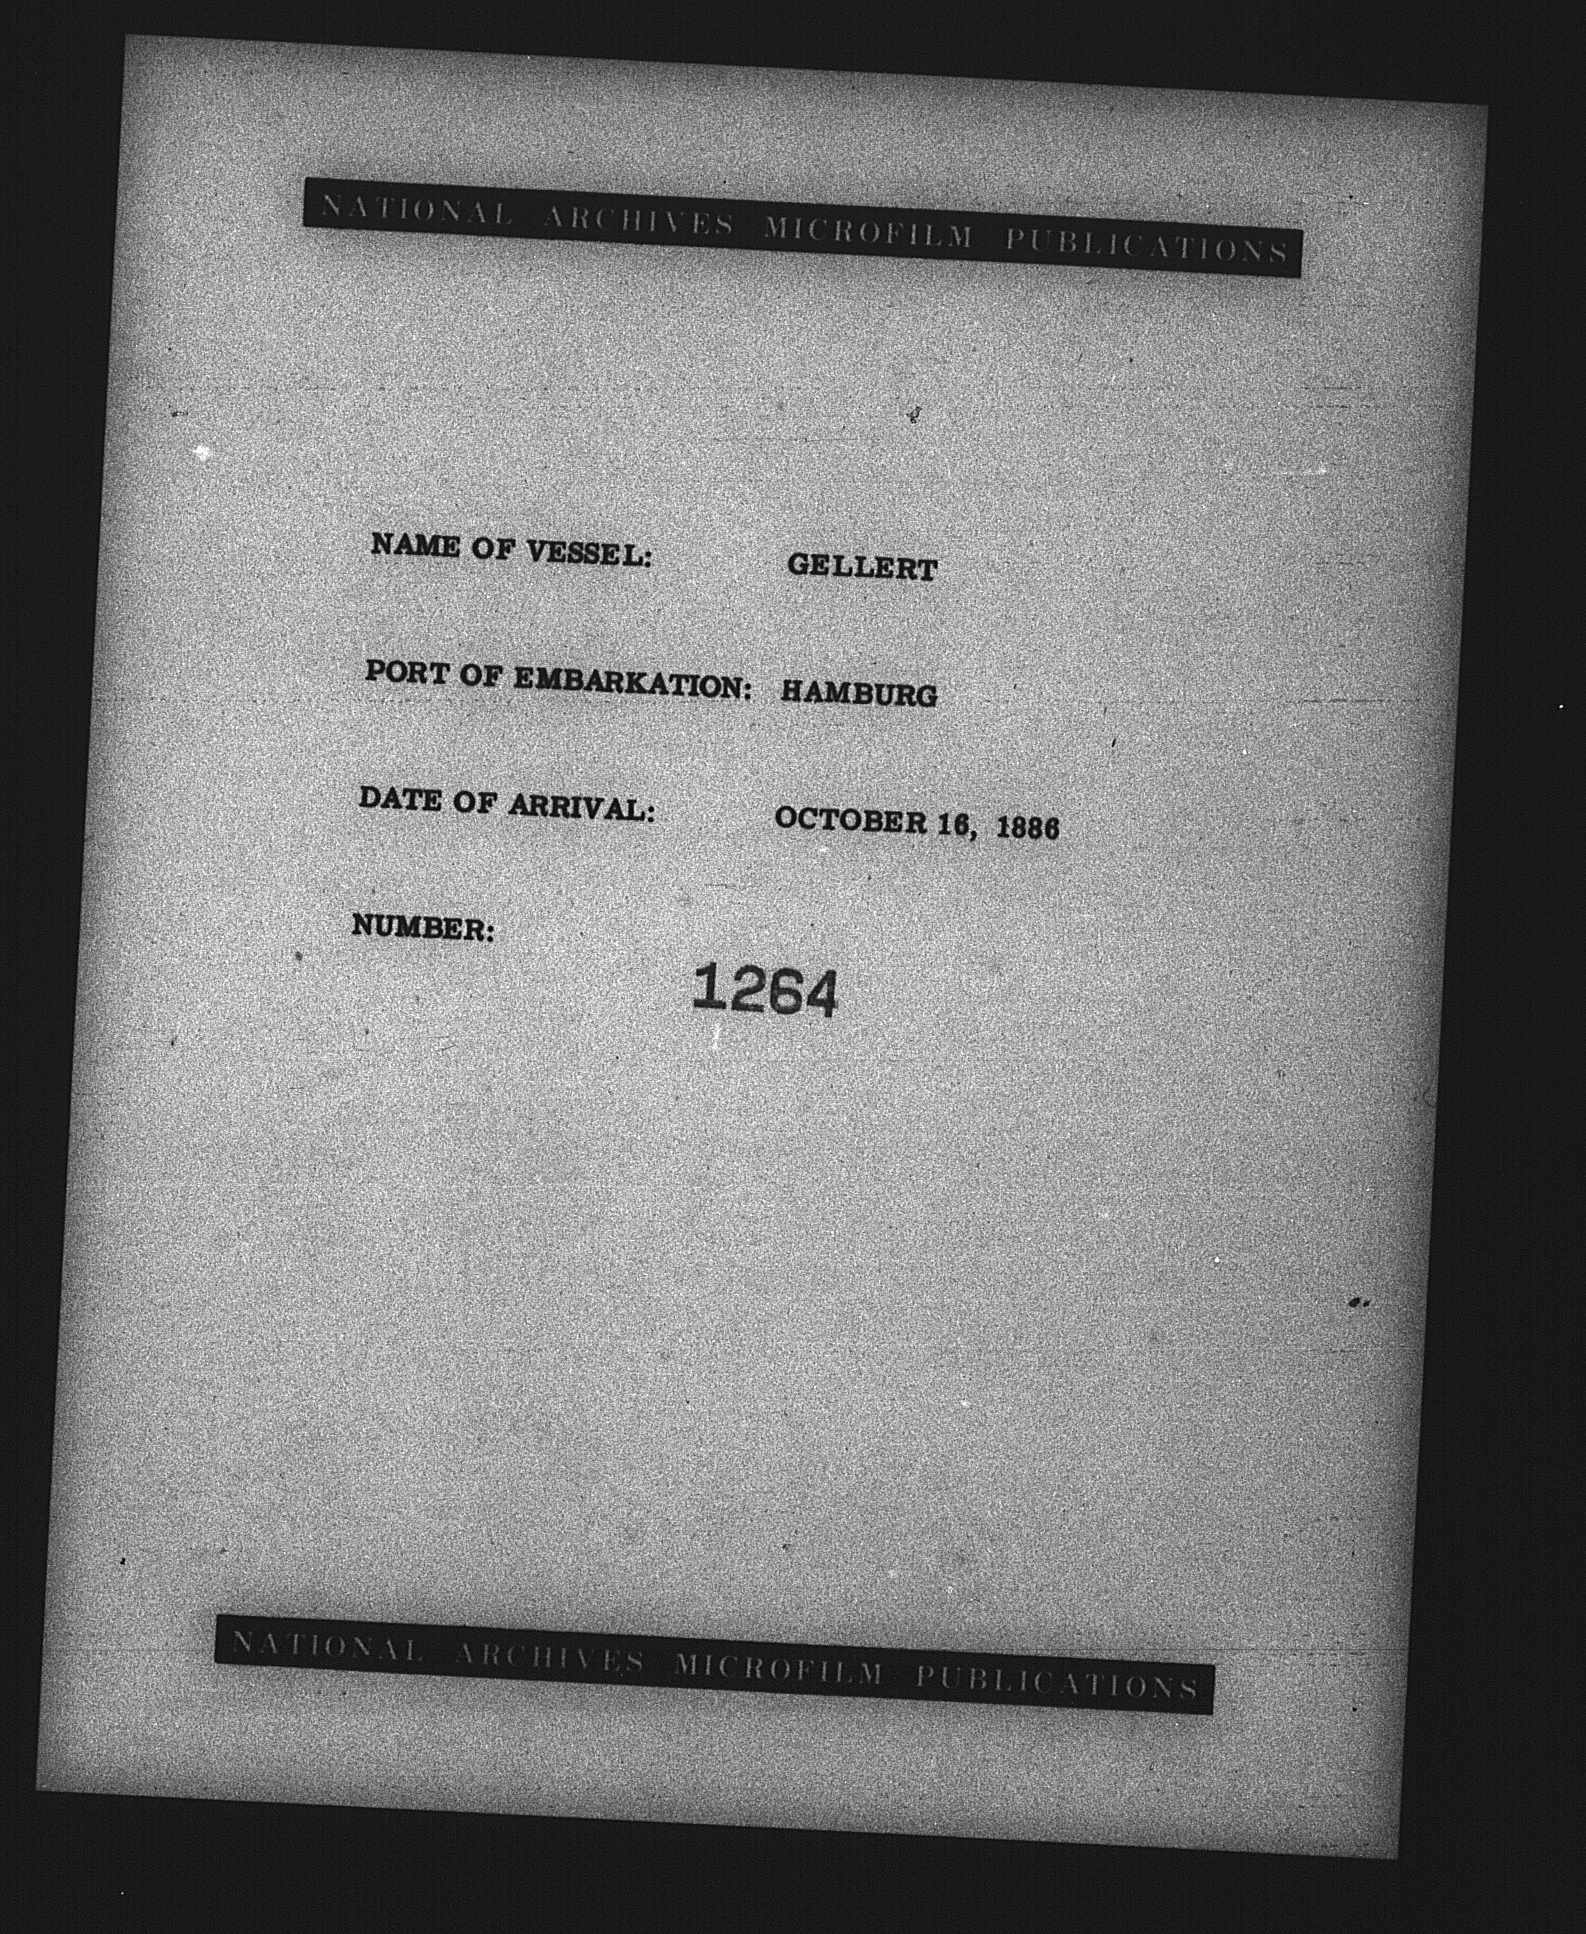 NATIONAL ARCHIVES MICROFILM PUBLICATIONS
NAME OF VESSEL: GELLERT
PORT OF EMBARKATION: HAMBURG
DATE OF ARRIVAL: OCTOBER 16, 1886
NUMBER:
1264
NATIONAL ARCHIVES MICROFILM PUBLICATIONS